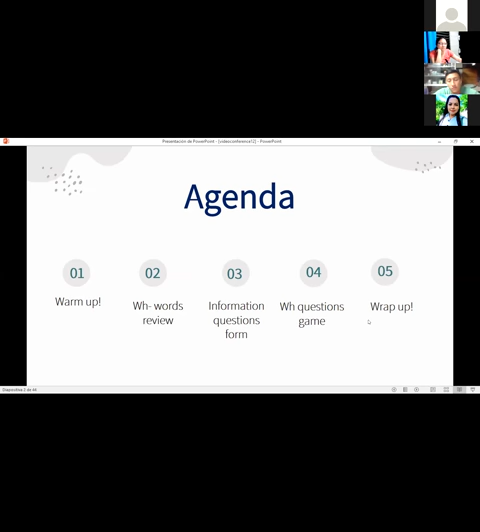 Presentación de PowerPoint - [videoconference12] - PowerPoint
Agenda
01
Warm up!
02
Wh- words
review
03
Information
questions
form
04
Wh questions
game
05
Wrap up!
Diapositiva 2 de 44